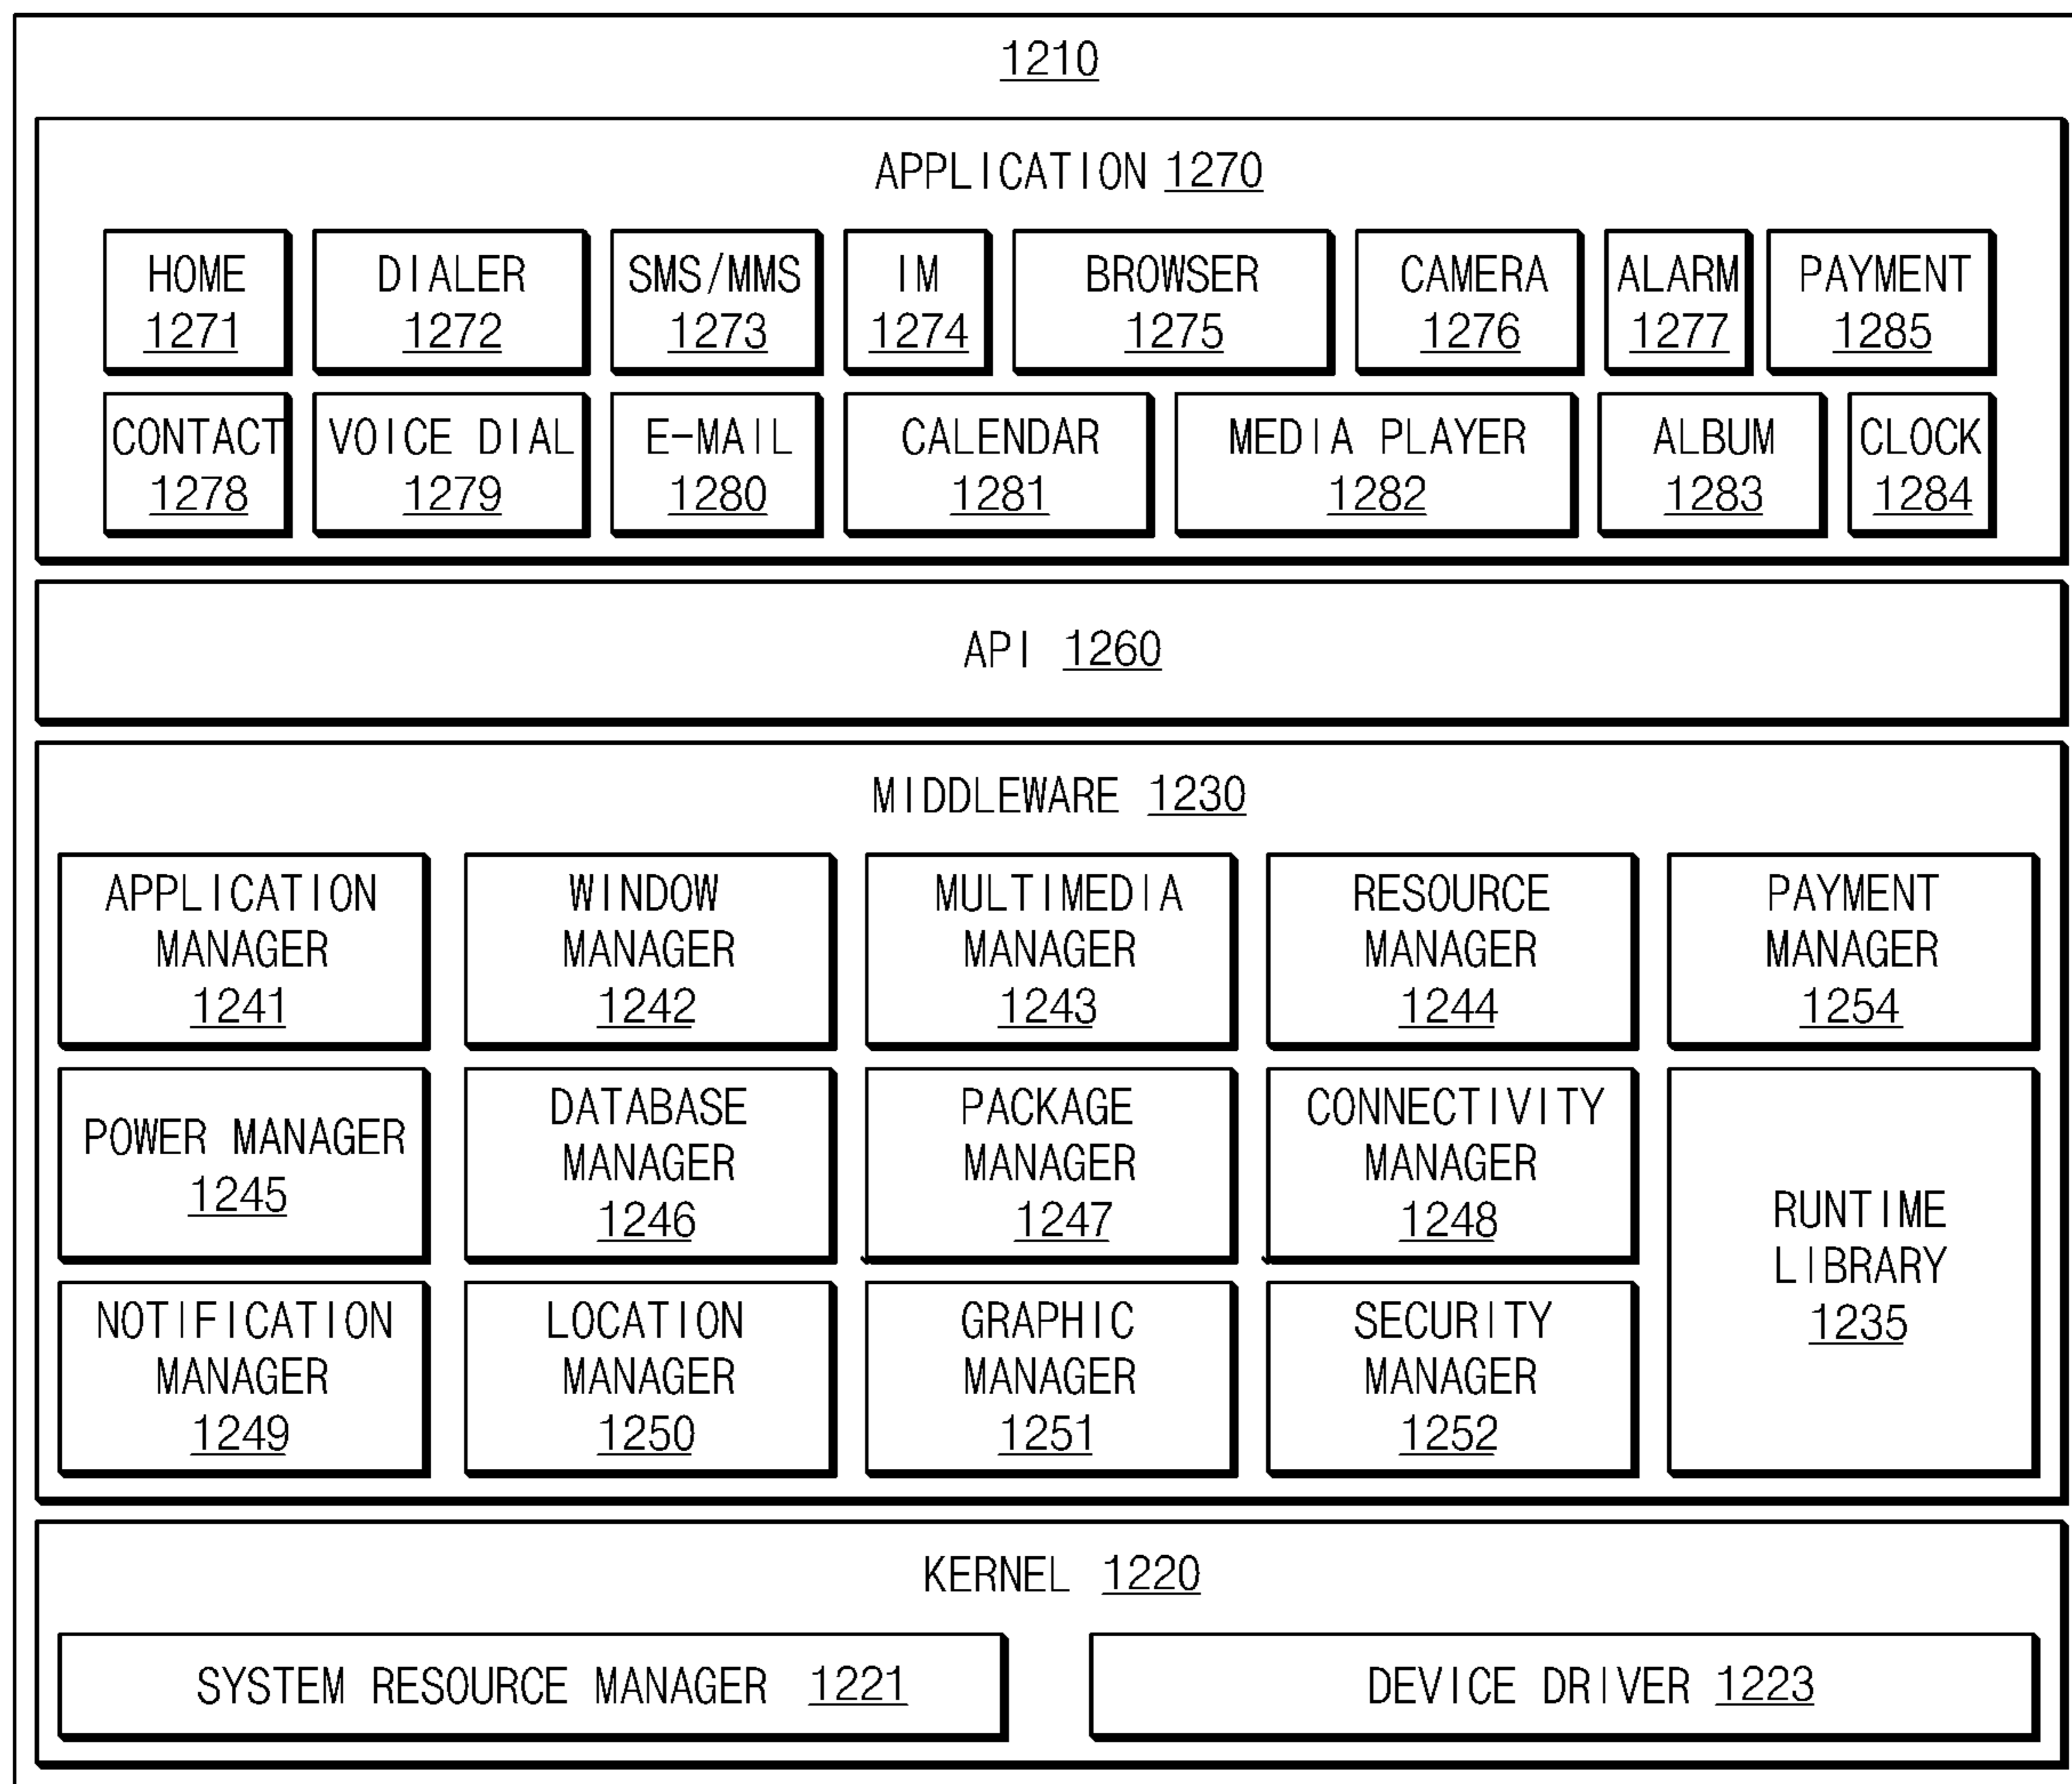 1210
APPLICATION 1270
HOME
1271
DIALER
1272
SMS/MMS
1273
IM
1274
BROWSER
1275
CAMERA
1276
ALARM
1277
PAYMENT
1285
CONTACT
1278
VOICE DIAL
1279
E-MAIL
1280
CALENDAR
1281
MEDIA PLAYER
1282
ALBUM
1283
CLOCK
1284
API 1260
MIDDLEWARE 1230
APPLICATION
MANAGER
1241
WINDOW
MANAGER
1242
MULTIMEDIA
MANAGER
1243
RESOURCE
MANAGER
1244
PAYMENT
MANAGER
1254
POWER MANAGER
1245
DATABASE
MANAGER
1246
PACKAGE
MANAGER
1247
CONNECTIVITY
MANAGER
1248
RUNTIME
LIBRARY
1235
NOTIFICATION
MANAGER
1249
LOCATION
MANAGER
1250
GRAPHIC
MANAGER
1251
SECURITY
MANAGER
1252
KERNEL 1220
SYSTEM RESOURCE MANAGER 1221
DEVICE DRIVER 1223